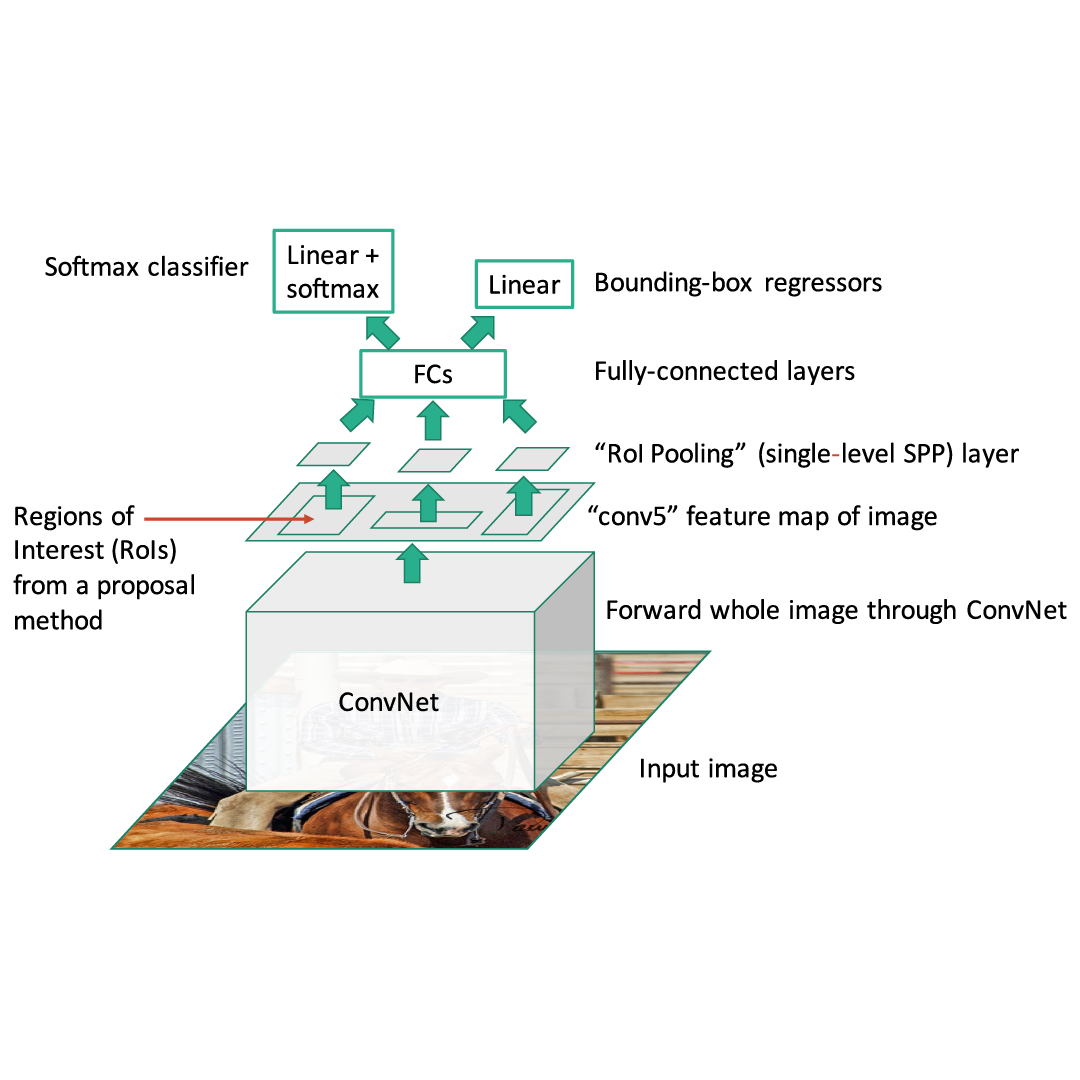 Softmax classifier
Linear +
softmax
Linear
Bounding-box regressors
FCs
Fully-connected layers
“RoI Pooling” (single-level SPP) layer
Regions of
Interest (RoIs)
from a proposal
method
“conv5” feature map of image
Forward whole image through ConvNet
ConvNet
Input image